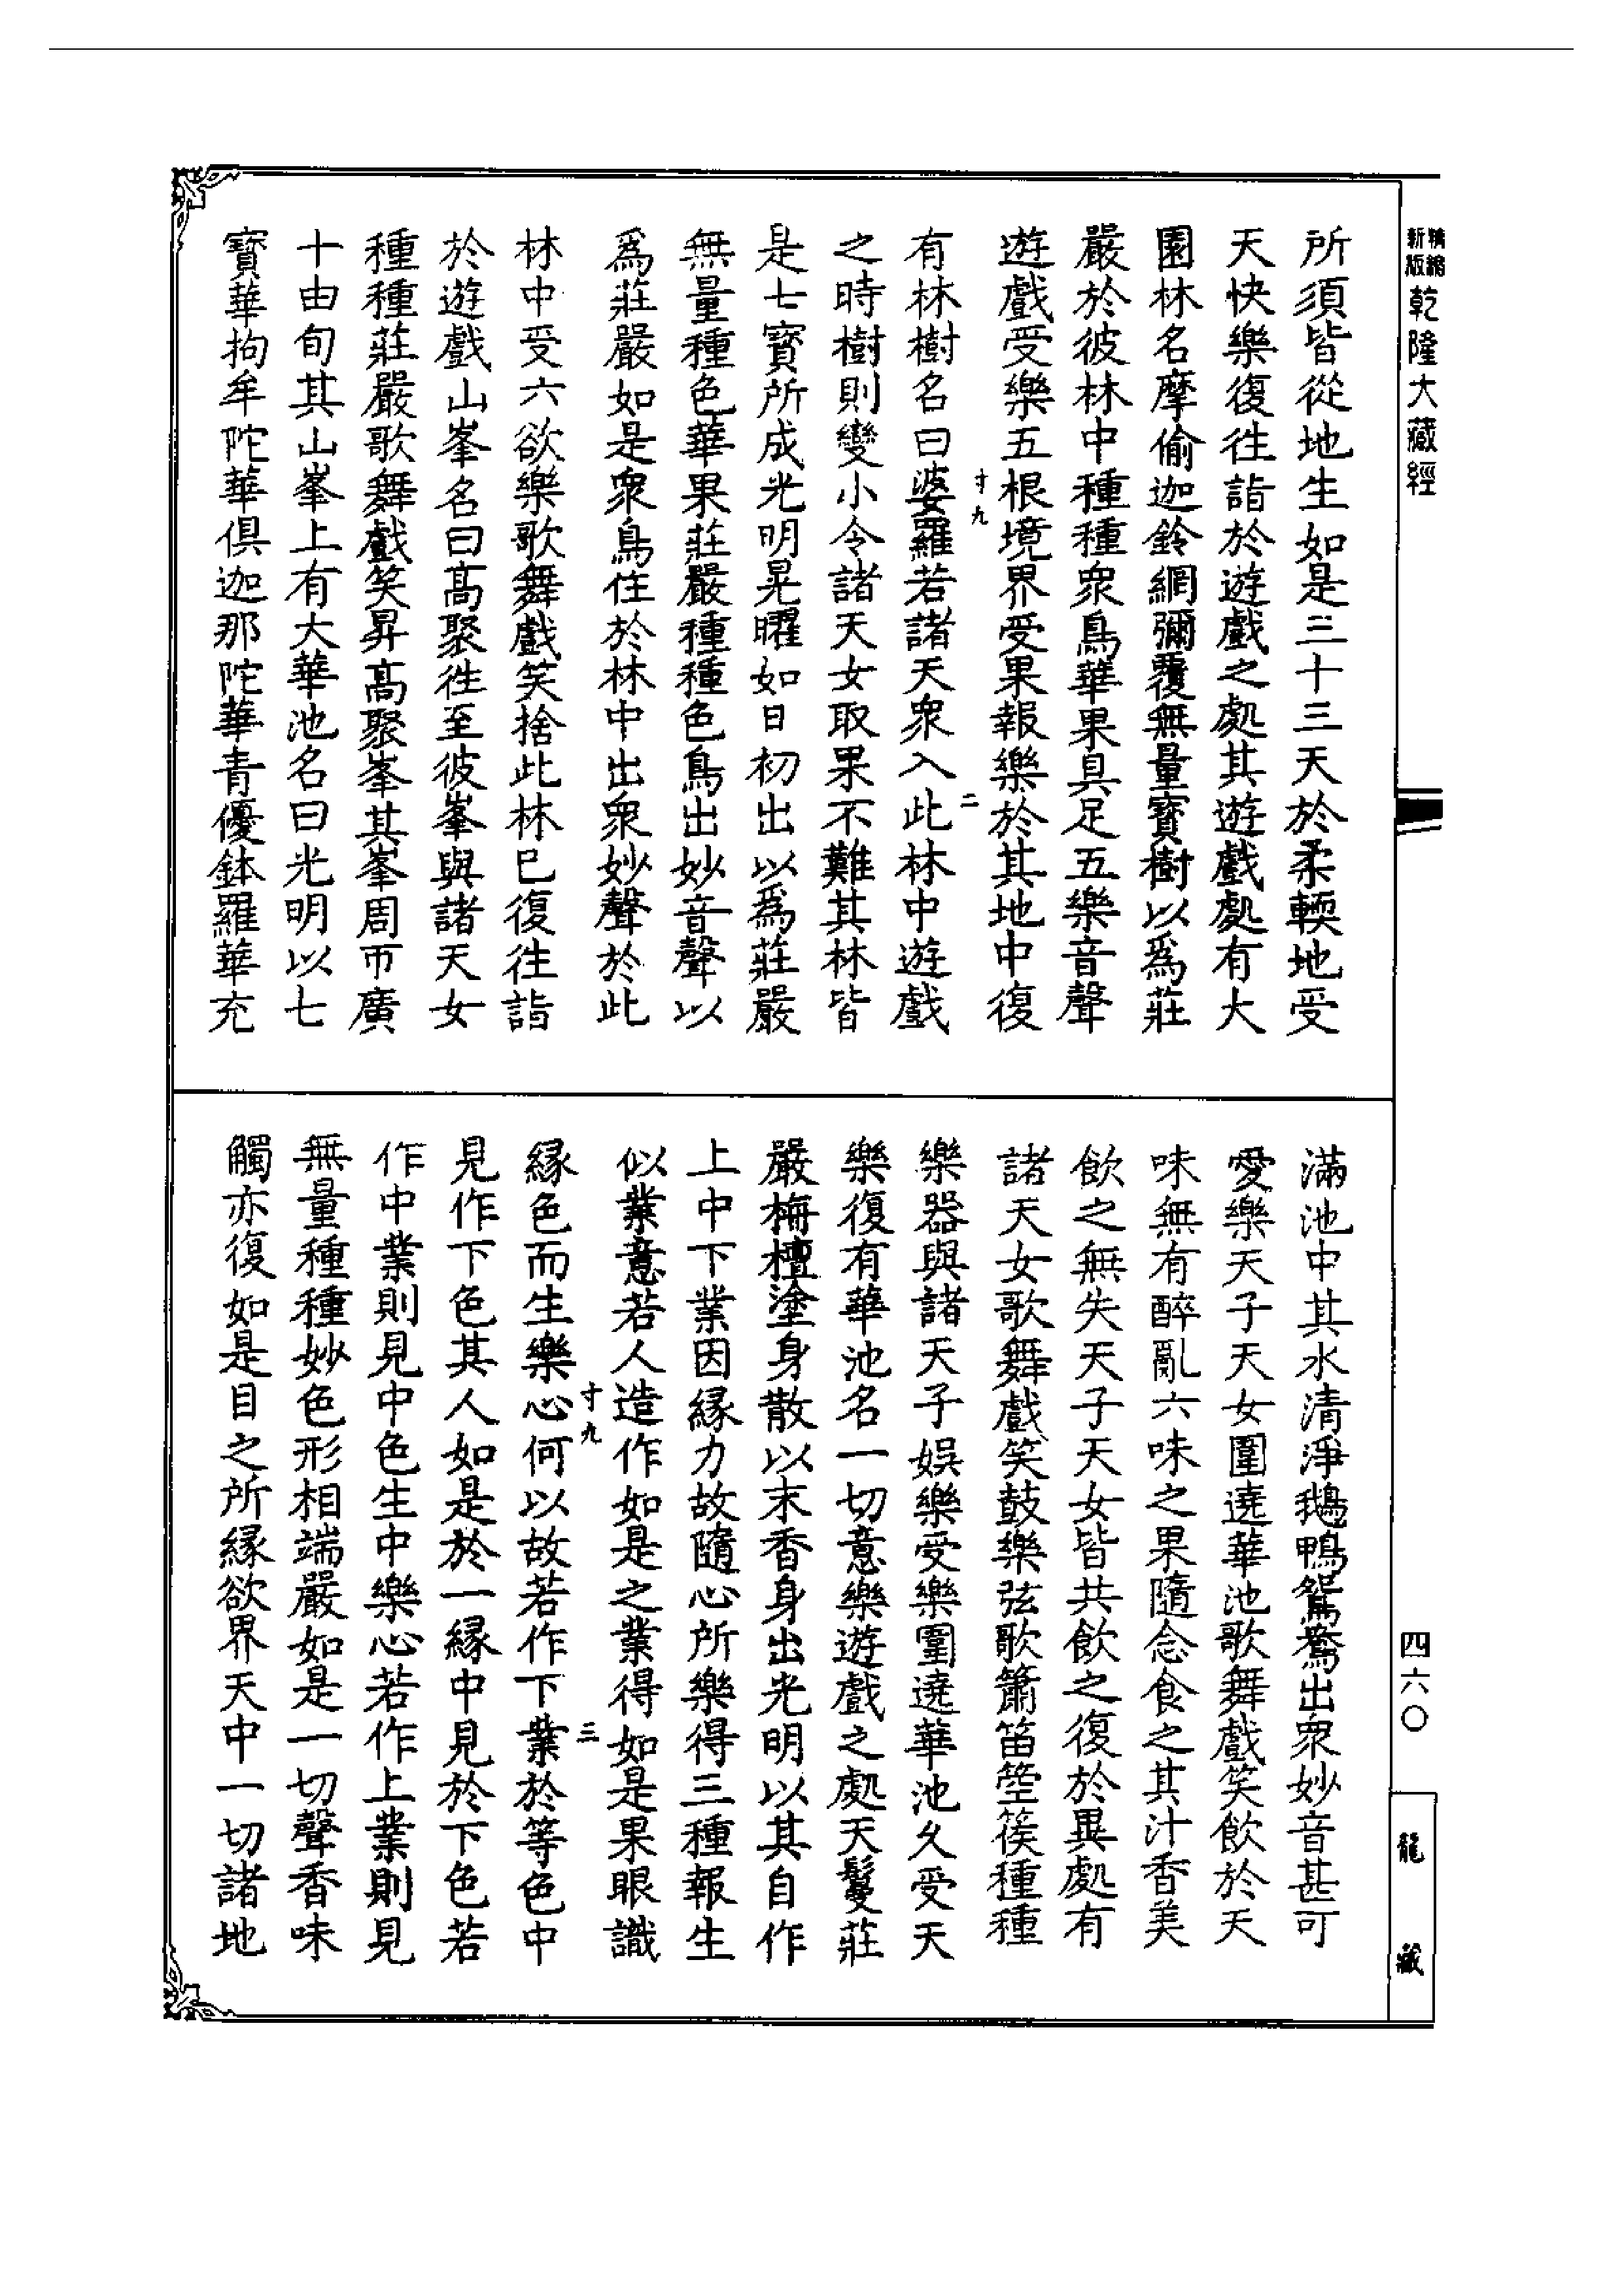 精縮新版乾隆大藏經
所須皆從地生如是三十三天於柔輭地受
天快樂復往詣於遊戲之處其遊戲處有大
園林名摩偷迦鈴網彌覆無量寶樹以為莊
嚴於彼林中種種眾鳥華果具足五樂音聲
遊戲受樂五根境界受果報樂於其地中復
寸九 二
有林樹名曰婆羅若諸天眾入此林中遊戲
之時樹則變小令諸天女取果不難其林皆
是七寶所成光明晃曜如日初出以為莊嚴
無量種色華果莊嚴種種色鳥出妙音聲以
為莊嚴如是眾鳥住於林中出眾妙聲於此
林中受六欲樂歌舞戲笑捨此林已復往詣
於遊戲山峯名曰高聚往至彼峯與諸天女
種種莊嚴歌舞戲笑昇高聚峯其峯周帀廣
十由旬其山峯上有大華池名曰光明以七
寶華拘牟陀華俱迦那陀華青優鉢羅華充
滿池中其水清淨鵝鴨鴛鴦出眾妙音甚可
愛樂天子天女圍遶華池歌舞戲笑飲於天
味無有醉亂六味之果隨念食之其汁香美
飲之無失天子天女皆共飲之復於異處有
諸天女歌舞戲笑鼓樂弦歌簫笛箜篌種種
樂器與諸天子娛樂受樂圍遶華池久受天
樂復有華池名一切意樂遊戲之處天鬘莊
嚴栴檀塗身散以末香身出光明以其自作
上中下業因緣力故隨心所樂得三種報生
似業意若人造作如是之業得如是果眼識
寸九 三
緣色而生樂心何以故若作下業於等色中
見作下色其人如是於一緣中見於下色若
作中業則見中色生中樂心若作上業則見
無量種種妙色形相端嚴如是一切聲香味
觸亦復如是目之所緣欲界天中一切諸地
四六〇
龍藏